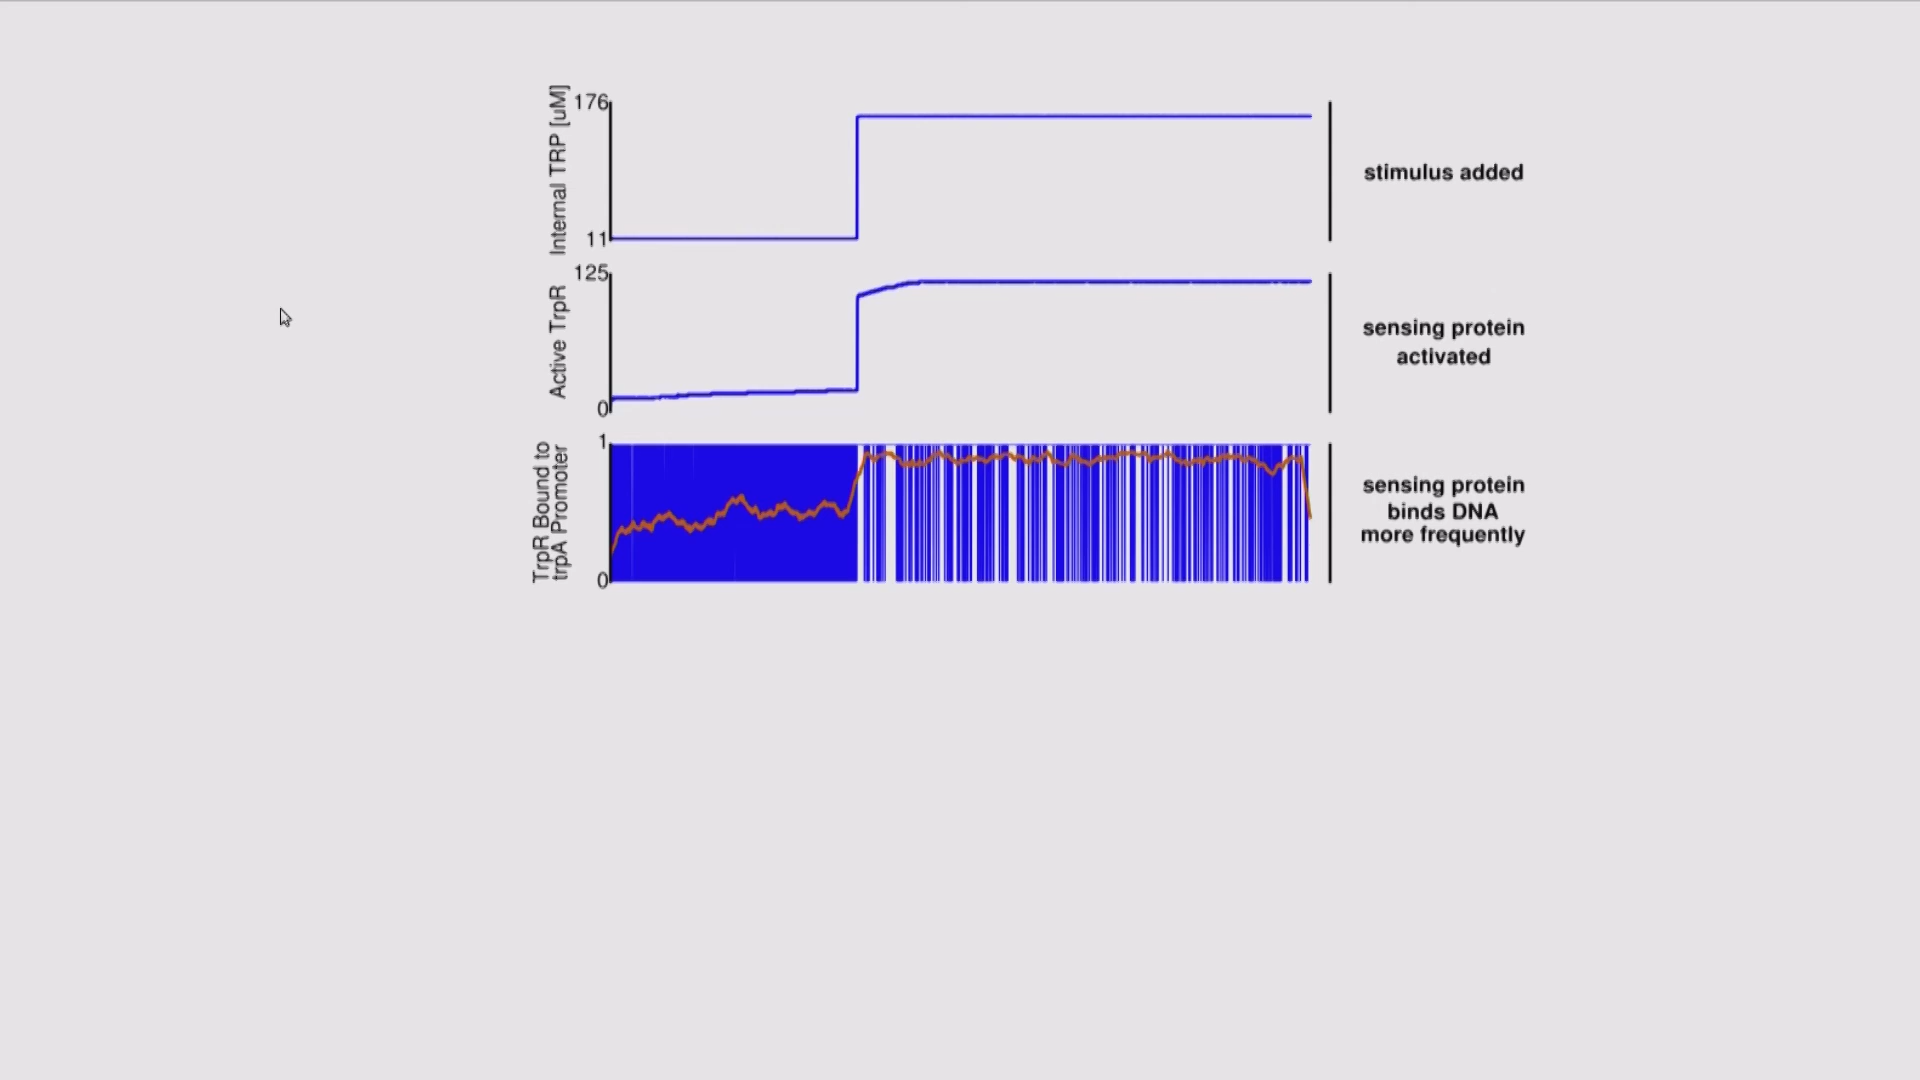 Internal TRP [uM]
176
11
stimulus added
Active TrpR
125
0
sensing protein
activated
TrpR Bound to
trpA Promoter
1
0
sensing protein
binds DNA
more frequently